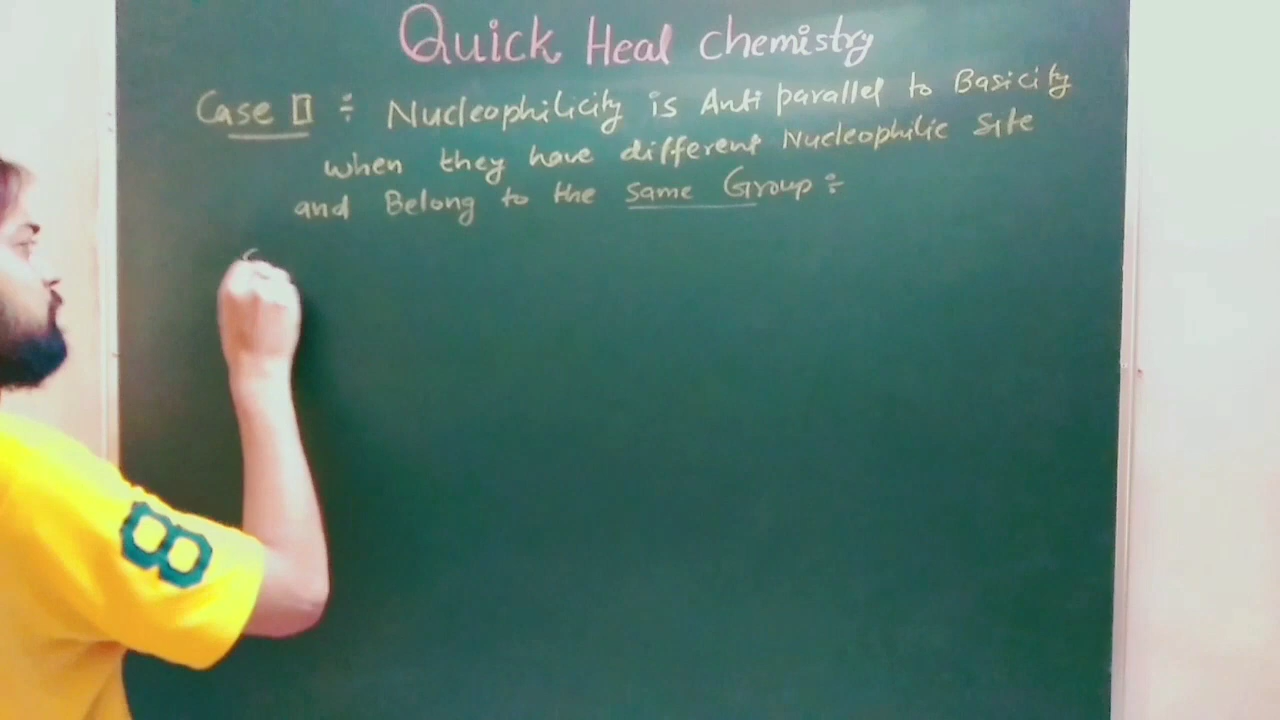 Quick Heal Chemistry
Case II ÷ Nucleophilicity is Anti parallel to Basicity
when they have different Nucleophilic Site
and Belong to the Same Group ÷
8